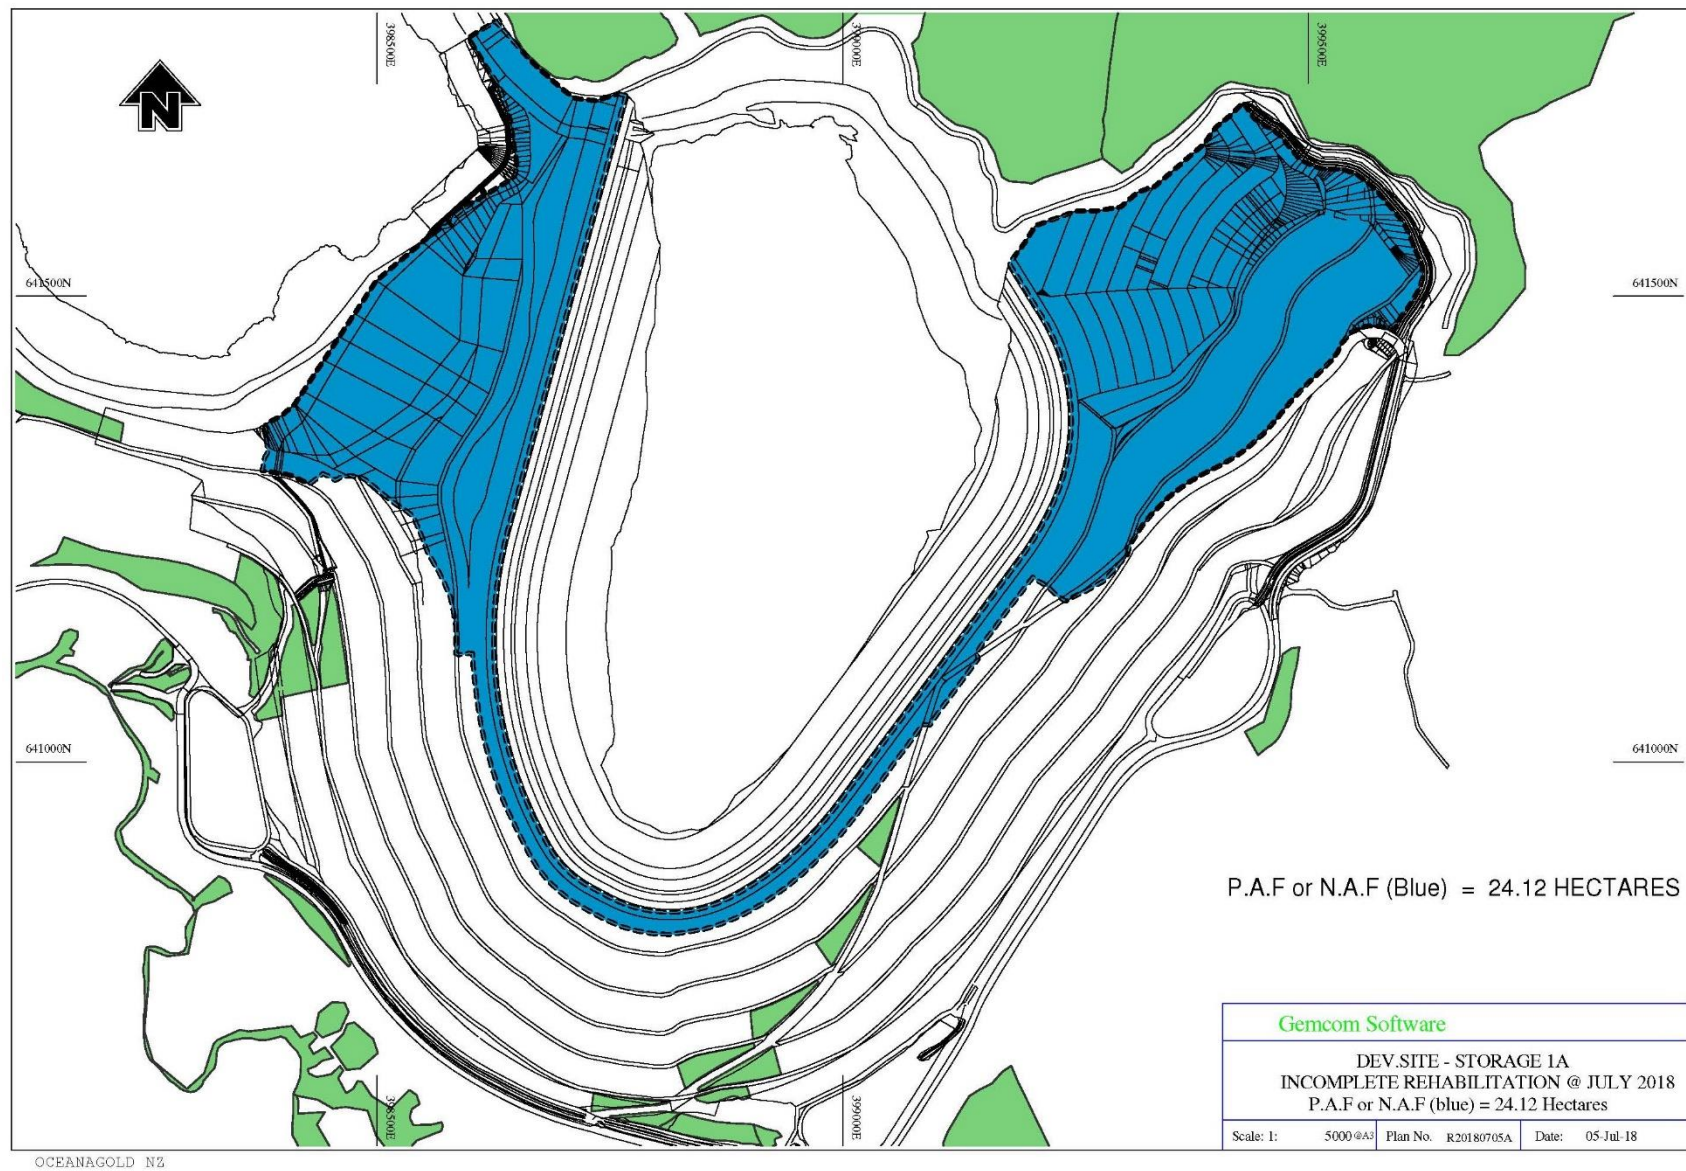 398500E
399000E
399500E
N
641500N
641500N
641000N
641000N
P.A.F or N.A.F (Blue) = 24.12 HECTARES
Gemcom Software
DEV.SITE - STORAGE 1A
INCOMPLETE REHABILITATION @ JULY 2018
P.A.F or N.A.F (blue) = 24.12 Hectares
398500E
399000E
Scale: 1: 5000@A3 Plan No. R20180705A Date: 05-Jul-18
OCEANAGOLD NZ